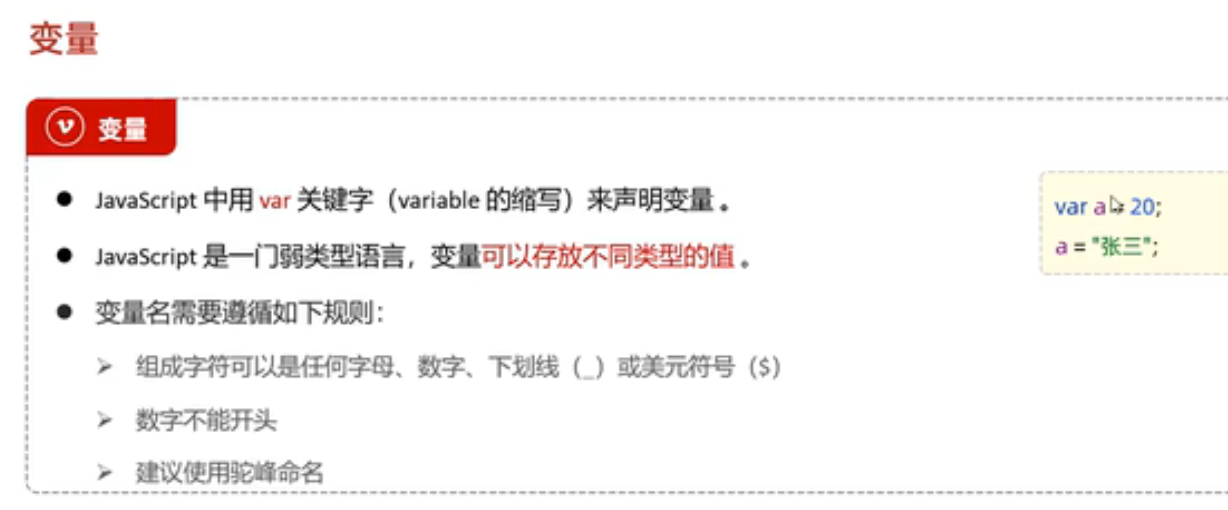 变量
变量
JavaScript 中用 var 关键字（variable 的缩写）来声明变量 。
JavaScript 是一门弱类型语言，变量可以存放不同类型的值 。
变量名需要遵循如下规则：
组成字符可以是任何字母、数字、下划线（_）或美元符号（$）
数字不能开头
建议使用驼峰命名
var a = 20;
a = "张三";